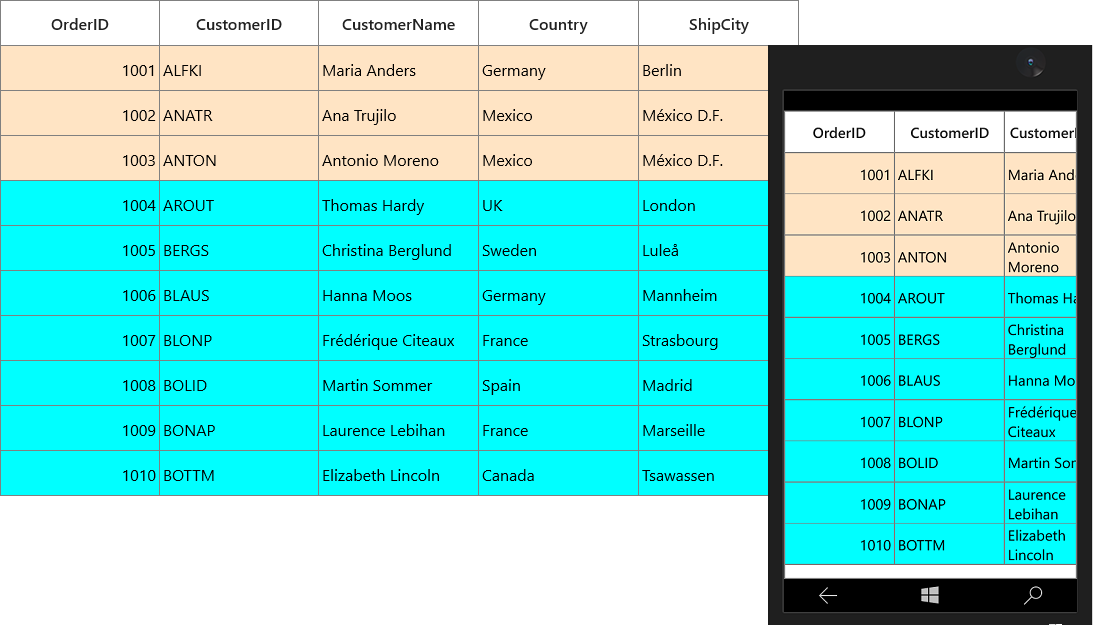 OrderID CustomerID CustomerName Country ShipCity
1001 ALFKI Maria Anders Germany Berlin
1002 ANATR Ana Trujilo Mexico México D.F.
1003 ANTON Antonio Moreno Mexico México D.F.
1004 AROUT Thomas Hardy UK London
1005 BERGS Christina Berglund Sweden Luleå
1006 BLAUS Hanna Moos Germany Mannheim
1007 BLONP Frédérique Citeaux France Strasbourg
1008 BOLID Martin Sommer Spain Madrid
1009 BONAP Laurence Lebihan France Marseille
1010 BOTTM Elizabeth Lincoln Canada Tsawassen
OrderID CustomerID Customer
1001 ALFKI Maria And
1002 ANATR Ana Trujilo
1003 ANTON Antonio
Moreno
1004 AROUT Thomas Ha
1005 BERGS Christina
Berglund
1006 BLAUS Hanna Mo
1007 BLONP Frédérique
Citeaux
1008 BOLID Martin Sor
1009 BONAP Laurence
Lebihan
1010 BOTTM Elizabeth
Lincoln